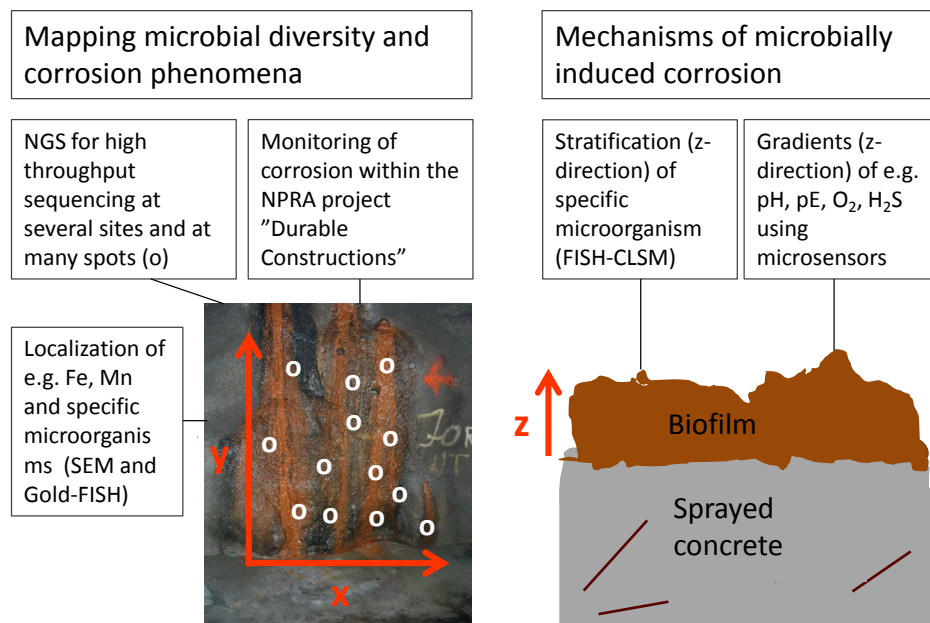 Mapping microbial diversity and
corrosion phenomena
Mechanisms of microbially
induced corrosion
NGS for high
throughput
sequencing at
several sites and at
many spots (o)
Monitoring of
corrosion within the
NPRA project
”Durable
Constructions”
Stratification (z-
direction) of
specific
microorganism
(FISH-CLSM)
Gradients (z-
direction) of e.g.
pH, pE, O₂, H₂S
using
microsensors
Localization of
e.g. Fe, Mn
and specific
microorganis
ms (SEM and
Gold-FISH)
o
o
o
o
o
o
o
o
o
o
o
o
o
y
x
FOR
UT
z
Biofilm
Sprayed
concrete